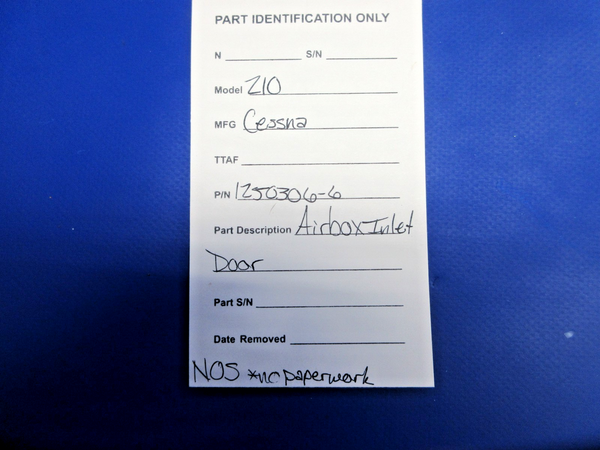 PART IDENTIFICATION ONLY
N S/N
Model 210
MFG Cessna
TTAF
P/N 1250306-6
Part Description Airbox Inlet
Door
Part S/N
Date Removed
NOS *no paperwork